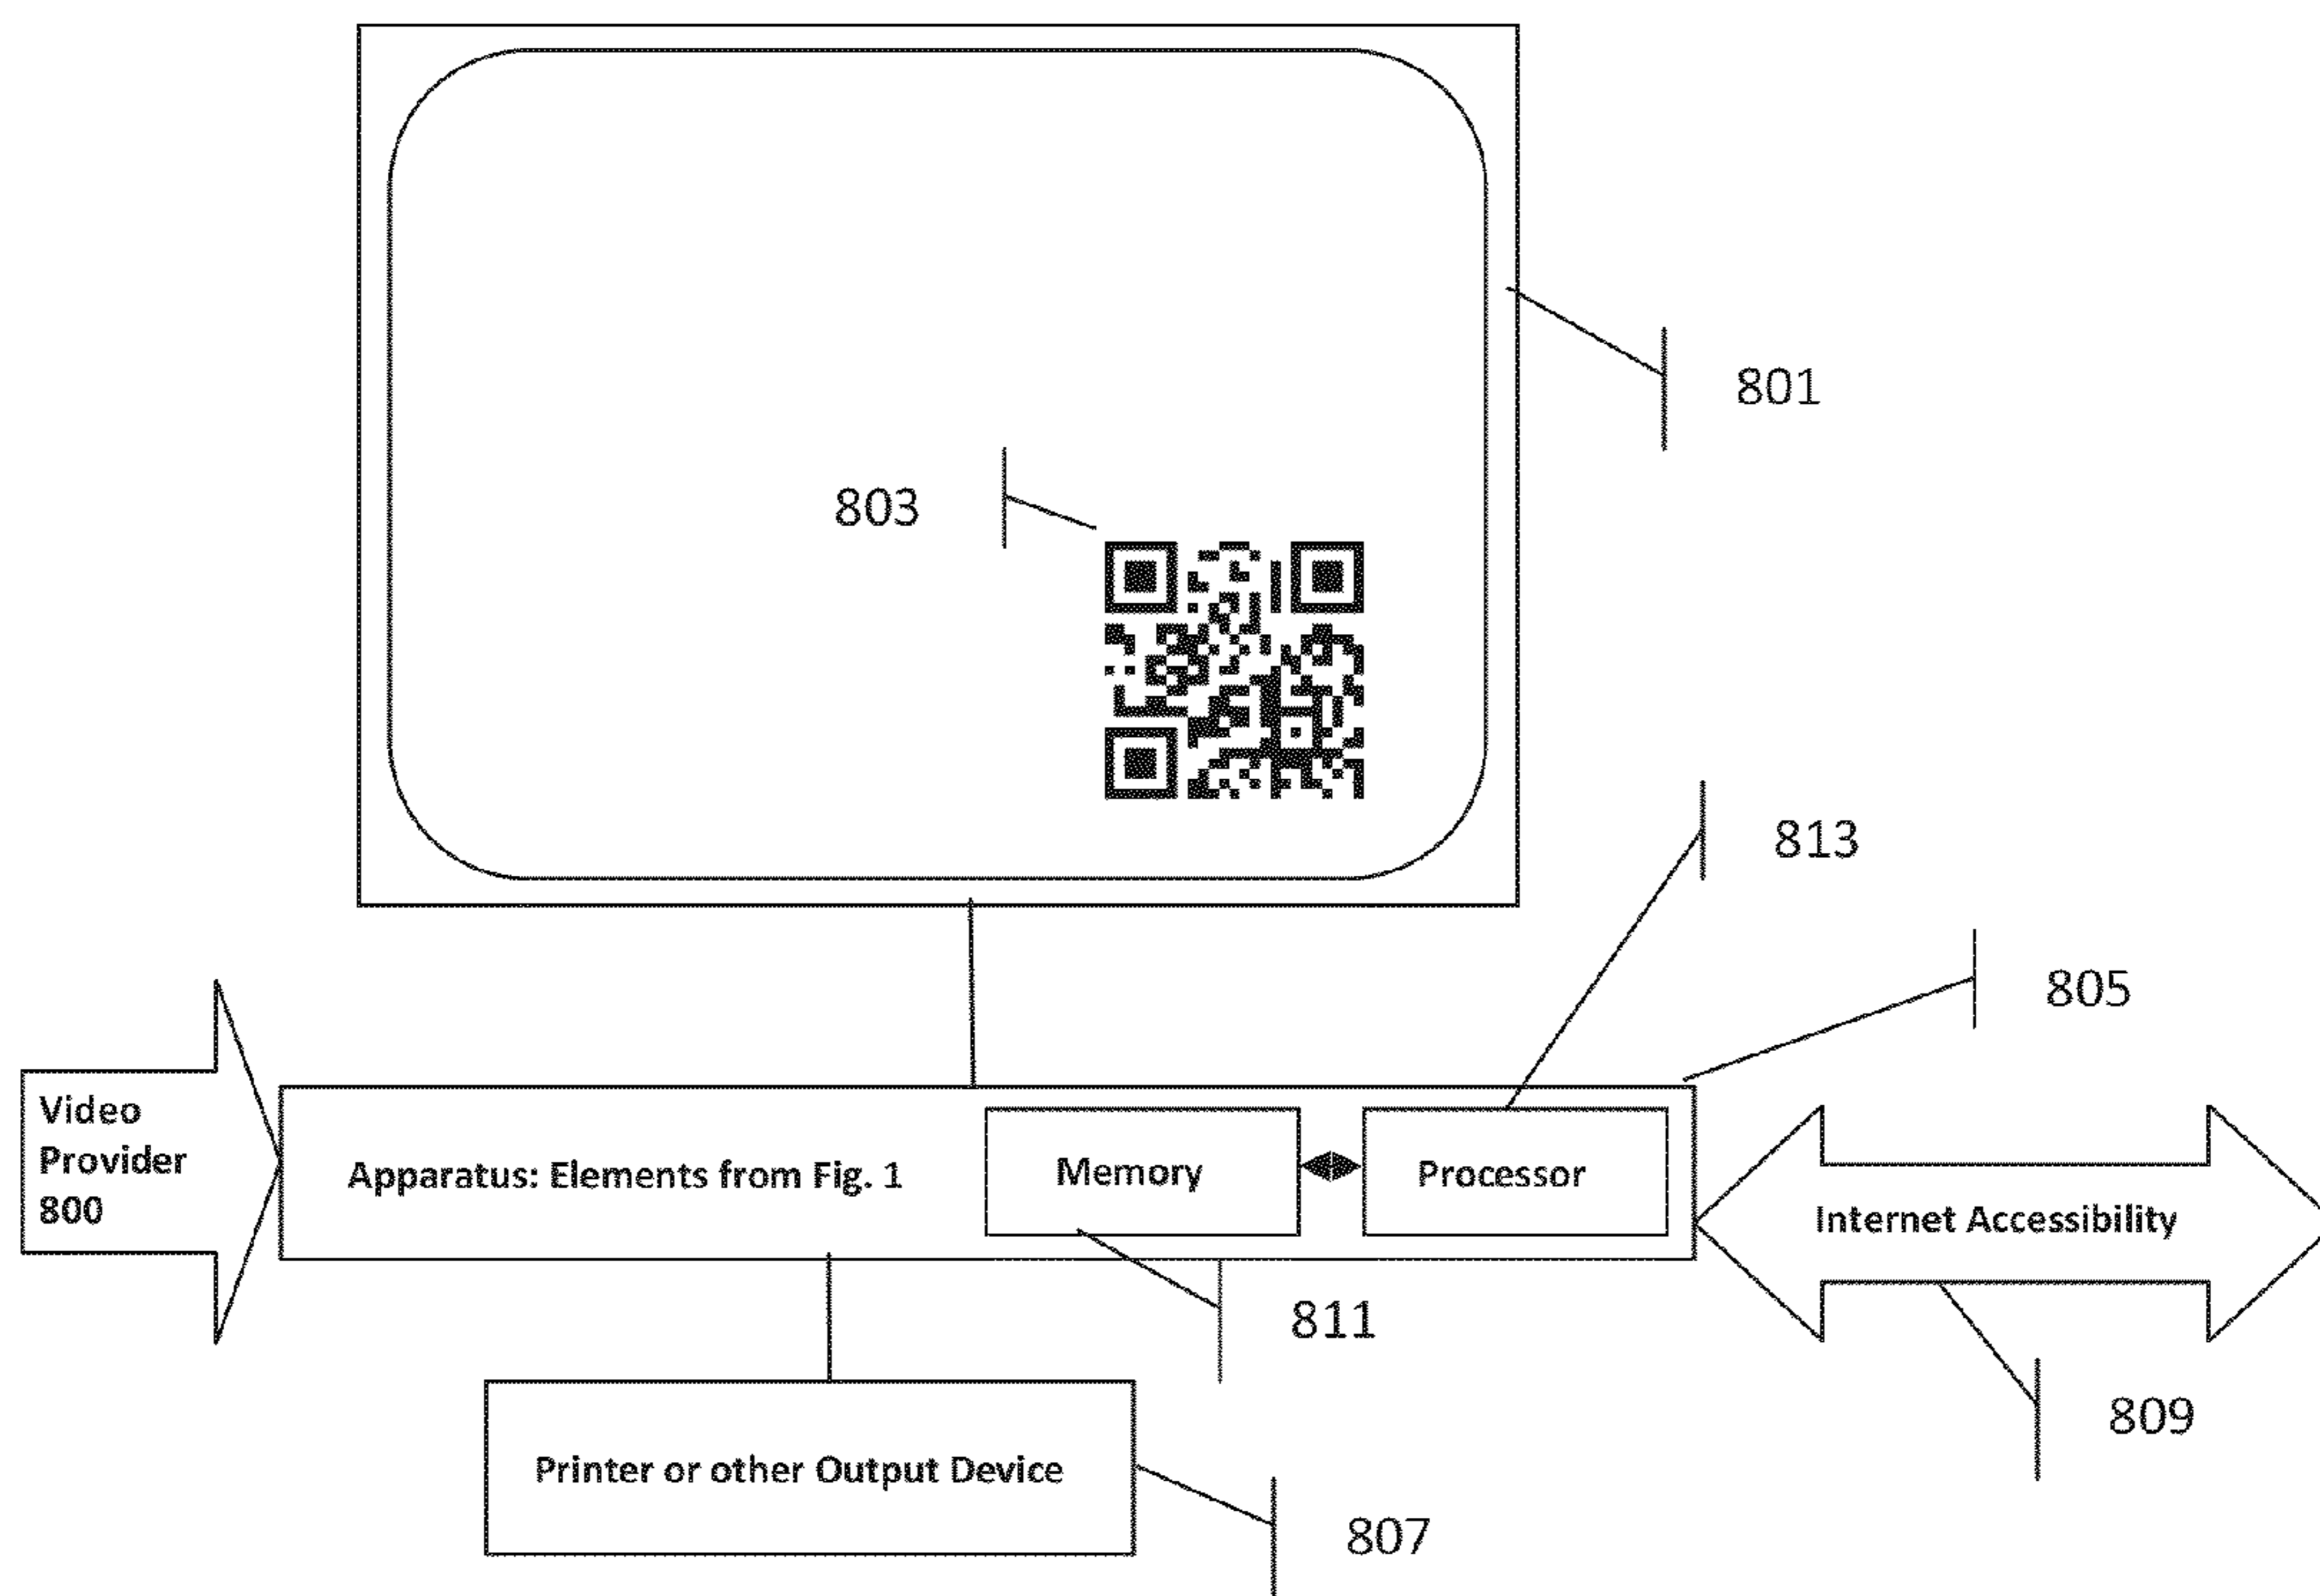 801
803
813
805
Video
Provider
800
Apparatus: Elements from Fig. 1
Memory
Processor
Internet Accessibility
811
809
Printer or other Output Device
807